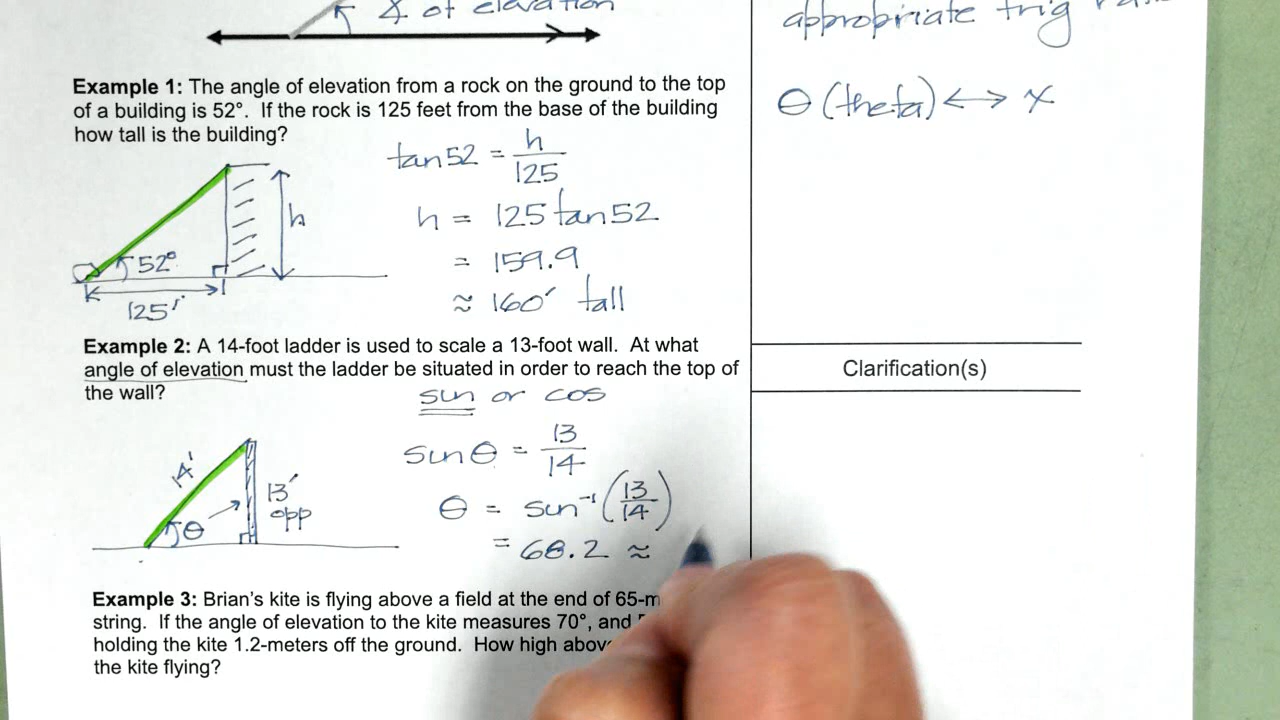 ∡ of elevation
appropriate trig
θ (theta) ⟷ x
Example 1: The angle of elevation from a rock on the ground to the top
of a building is 52°. If the rock is 125 feet from the base of the building
how tall is the building?
tan 52 = h/125
h = 125 tan 52
= 159.9
≈ 160' tall
h
52°
125'
Example 2: A 14-foot ladder is used to scale a 13-foot wall. At what
angle of elevation must the ladder be situated in order to reach the top of
the wall?
sin or cos
sin θ = 13/14
θ = sin⁻¹(13/14)
= 68.2 ≈
14'
13'
opp
θ
Clarification(s)
Example 3: Brian's kite is flying above a field at the end of 65-m
string. If the angle of elevation to the kite measures 70°, and
holding the kite 1.2-meters off the ground. How high above
the kite flying?